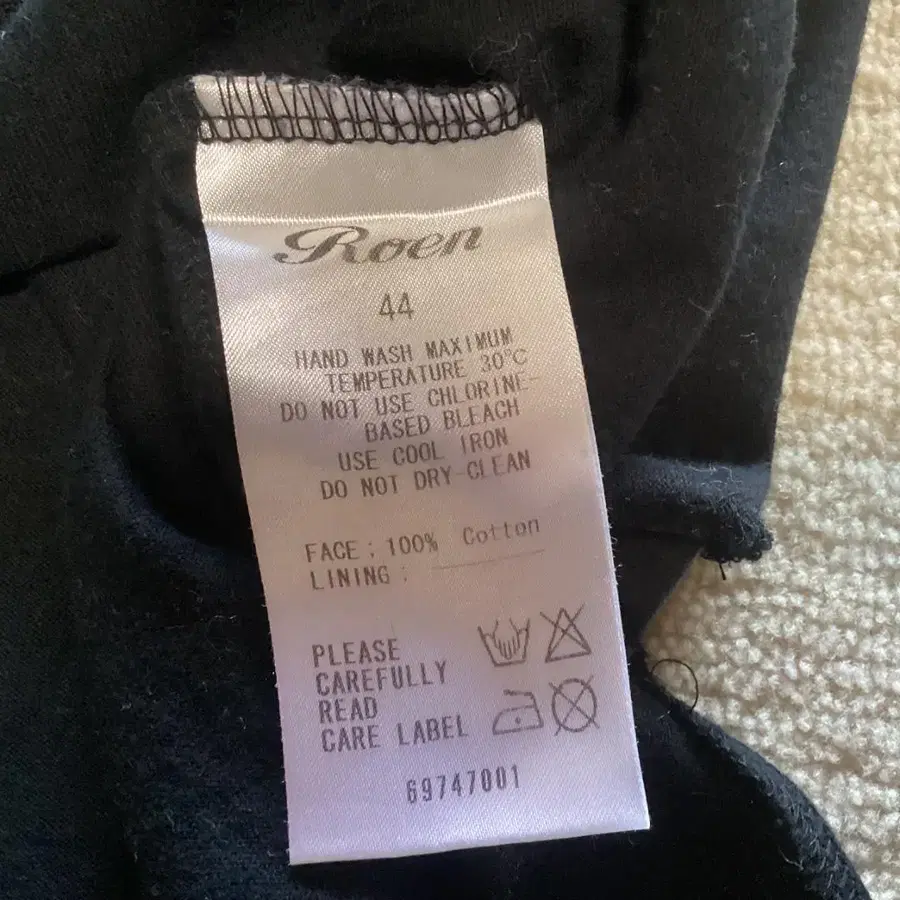 Roen
44
HAND WASH MAXIMUM
TEMPERATURE 30°C
DO NOT USE CHLORINE-
BASED BLEACH
USE COOL IRON
DO NOT DRY-CLEAN
FACE : 100% Cotton
LINING :
PLEASE
CAREFULLY
READ
CARE LABEL
69747001